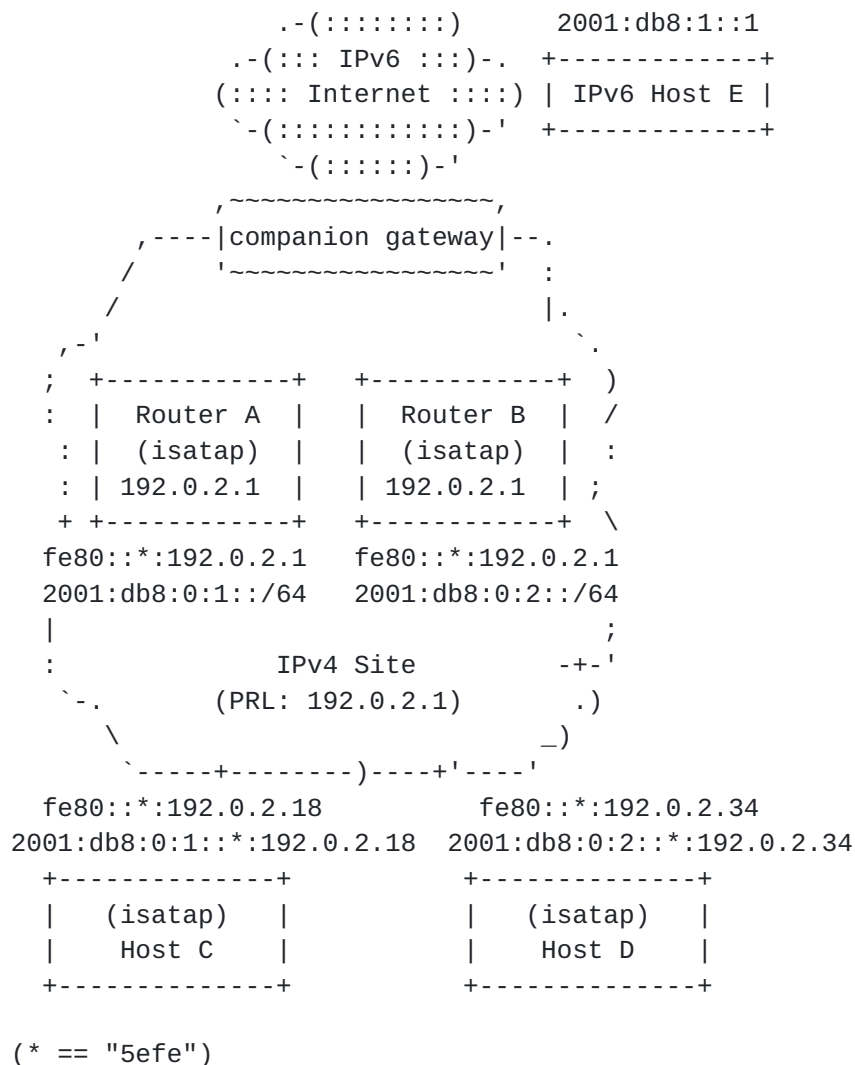 .-(::::::::)      2001:db8:1::1
.-(::: IPv6 :::)-.  +-------------+
(:::: Internet ::::) | IPv6 Host E |
`-(::::::::::::)-'  +-------------+
`-(::::::)-'
,~~~~~~~~~~~~~~~~~,
,----|companion gateway|--.
/     '~~~~~~~~~~~~~~~~~'  :
/                           |.
,-'                              `.
;  +------------+   +------------+  )
:  |  Router A  |   |  Router B  |  /
: |  (isatap)  |   |  (isatap)  |  :
: | 192.0.2.1  |   | 192.0.2.1  | ;
+ +------------+   +------------+  \
fe80::*:192.0.2.1   fe80::*:192.0.2.1
2001:db8:0:1::/64   2001:db8:0:2::/64
|                                   ;
:              IPv4 Site         -+-'
`-.       (PRL: 192.0.2.1)       .)
\                           _)
`-----+--------)----+'----'
fe80::*:192.0.2.18          fe80::*:192.0.2.34
2001:db8:0:1::*:192.0.2.18  2001:db8:0:2::*:192.0.2.34
+--------------+           +--------------+
|   (isatap)   |           |   (isatap)   |
|    Host C    |           |    Host D    |
+--------------+           +--------------+
(* == "5efe")